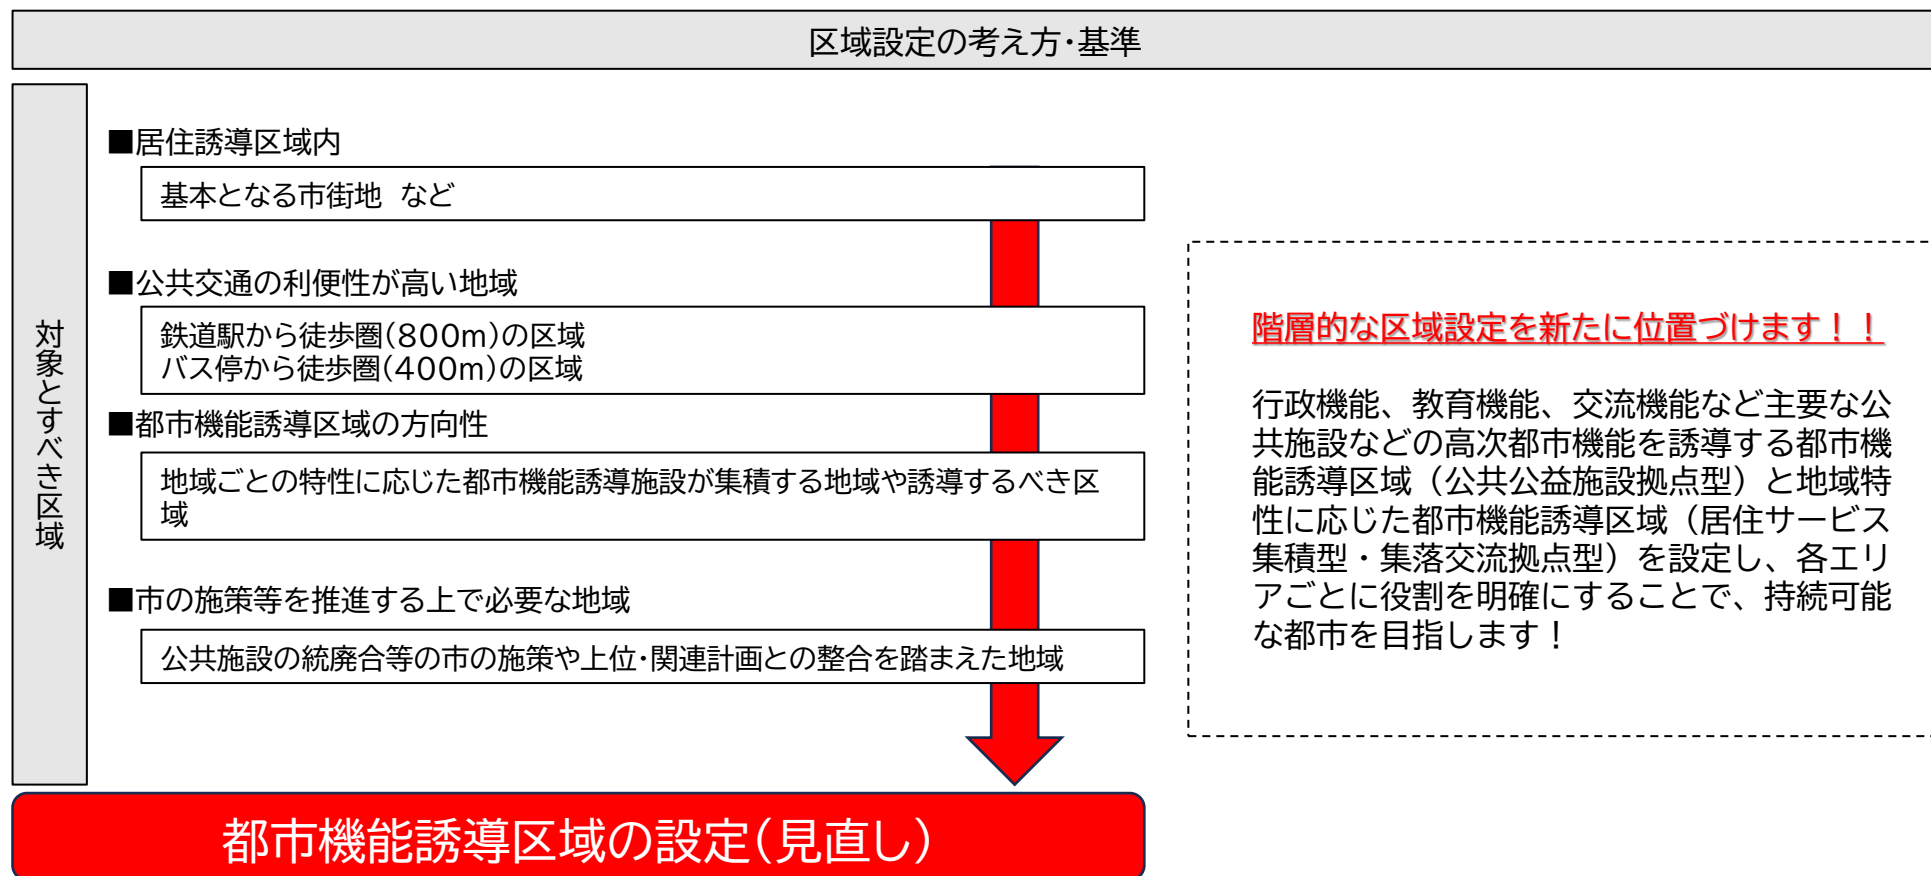 区域設定の考え方・基準
対象とすべき区域
■居住誘導区域内
基本となる市街地 など
■公共交通の利便性が高い地域
鉄道駅から徒歩圏(800m)の区域
バス停から徒歩圏(400m)の区域
■都市機能誘導区域の方向性
地域ごとの特性に応じた都市機能誘導施設が集積する地域や誘導するべき区
域
■市の施策等を推進する上で必要な地域
公共施設の統廃合等の市の施策や上位・関連計画との整合を踏まえた地域
都市機能誘導区域の設定(見直し)
階層的な区域設定を新たに位置づけます！！
行政機能、教育機能、交流機能など主要な公
共施設などの高次都市機能を誘導する都市機
能誘導区域（公共公益施設拠点型）と地域特
性に応じた都市機能誘導区域（居住サービス
集積型・集落交流拠点型）を設定し、各エリ
アごとに役割を明確にすることで、持続可能
な都市を目指します！